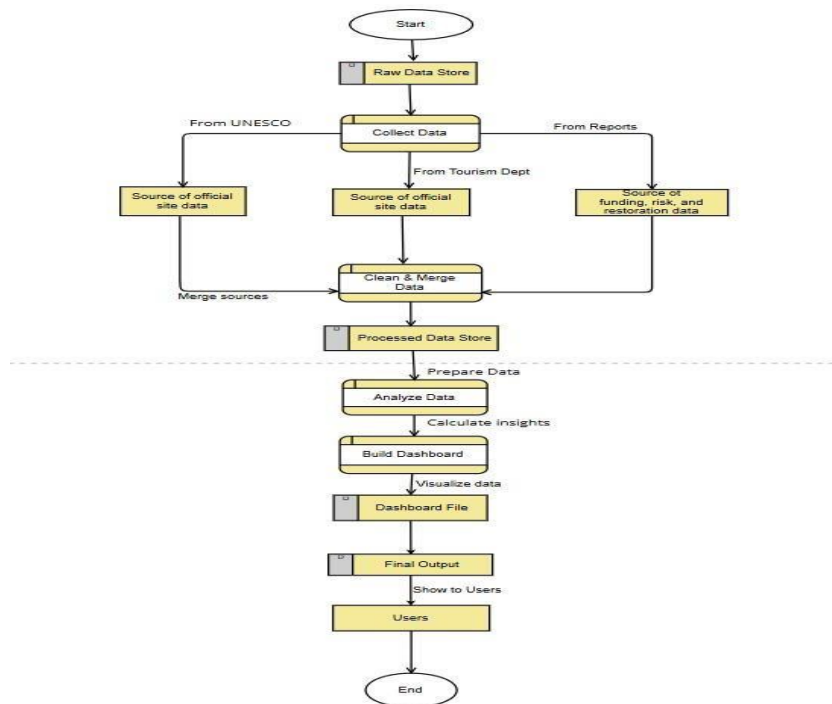 Start
Raw Data Store
From UNESCO
Collect Data
From Reports
From Tourism Dept
Source of official
site data
Source of official
site data
Source of
funding, risk, and
restoration data
Clean & Merge
Data
Merge sources
Processed Data Store
Prepare Data
Analyze Data
Calculate insights
Build Dashboard
Visualize data
Dashboard File
Final Output
Show to Users
Users
End